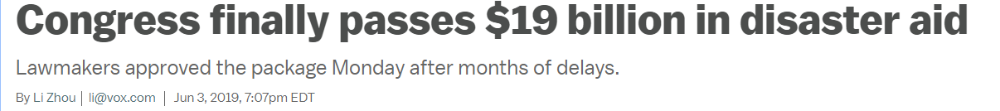 Congress finally passes $19 billion in disaster aid
Lawmakers approved the package Monday after months of delays.
By Li Zhou | li@vox.com | Jun 3, 2019, 7:07pm EDT